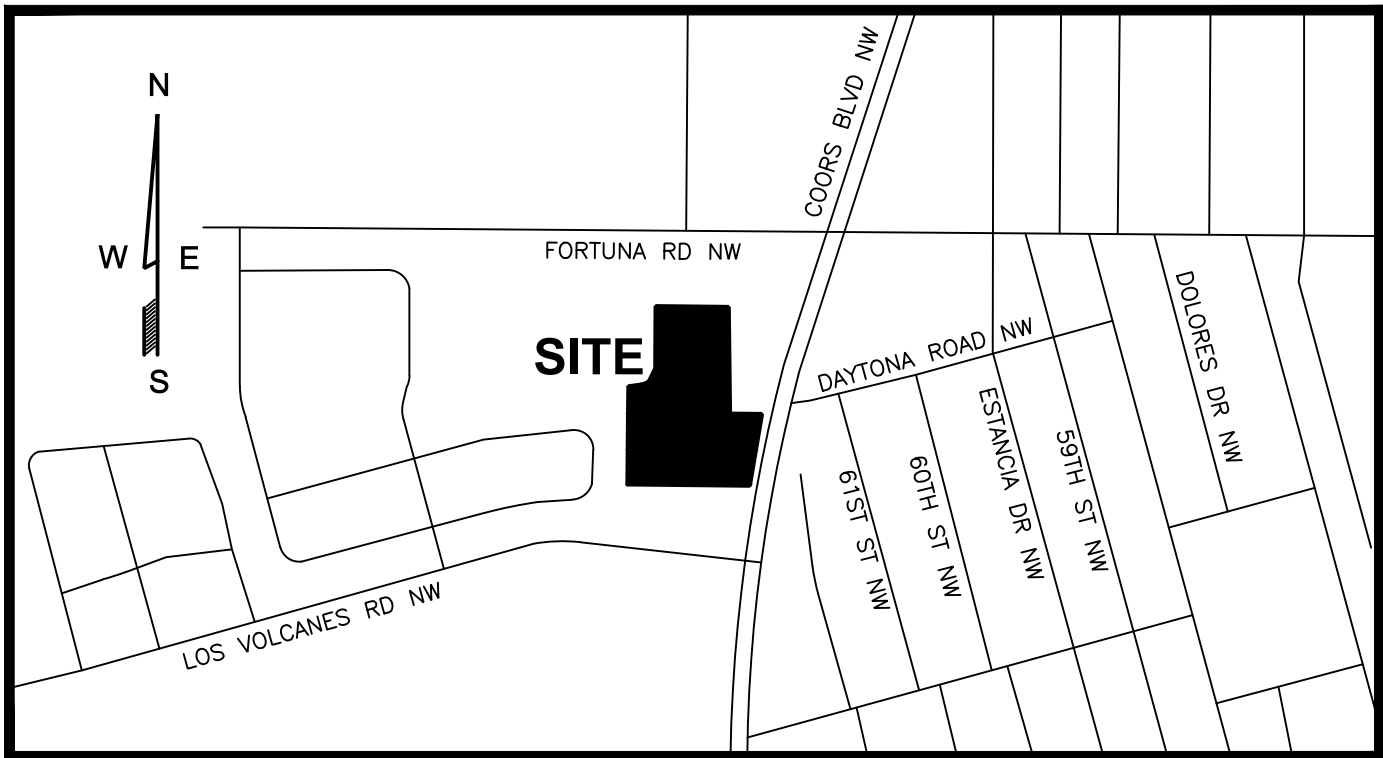 N
W E
S
COORS BLVD NW
FORTUNA RD NW
SITE
DAYTONA ROAD NW
DOLORES DR NW
ESTANCIA DR NW
59TH ST NW
60TH ST NW
61ST ST NW
LOS VOLCANES RD NW